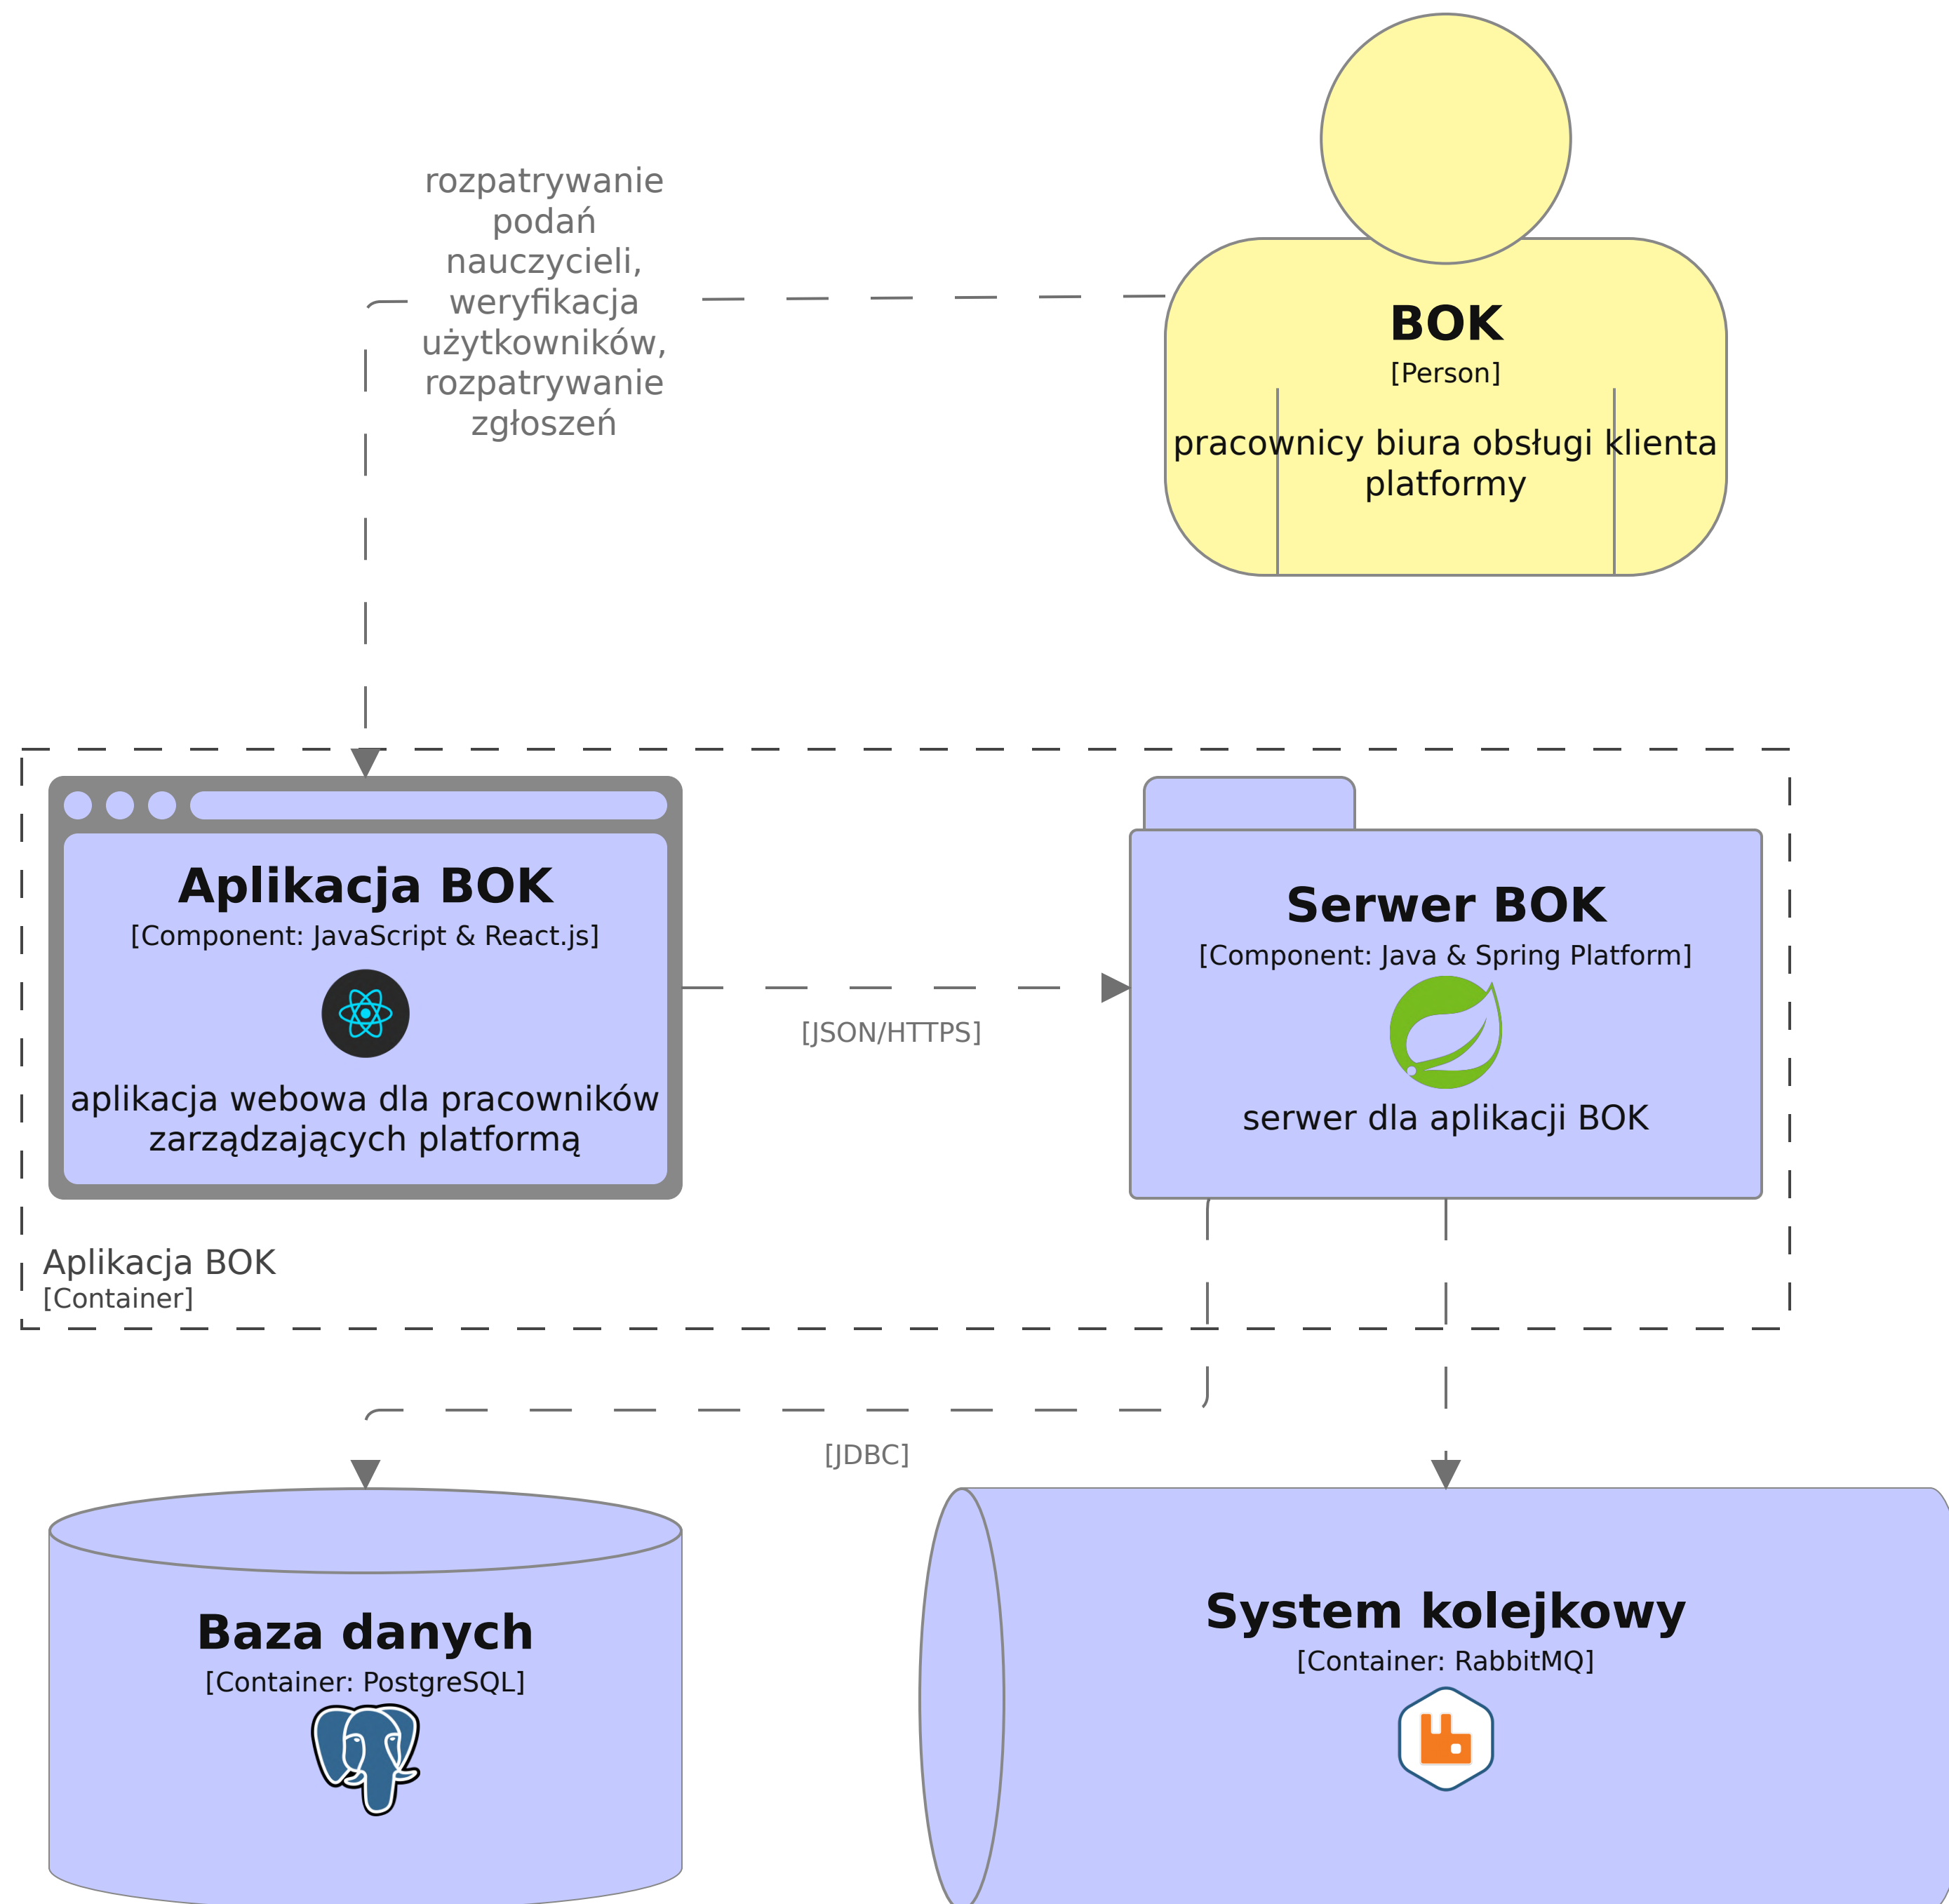 rozpatrywanie
podań
nauczycieli,
weryfikacja
użytkowników,
rozpatrywanie
zgłoszeń
BOK
[Person]
pracownicy biura obsługi klienta
platformy
Aplikacja BOK
[Component: JavaScript & React.js]
aplikacja webowa dla pracowników
zarządzających platformą
[JSON/HTTPS]
Serwer BOK
[Component: Java & Spring Platform]
serwer dla aplikacji BOK
Aplikacja BOK
[Container]
[JDBC]
Baza danych
[Container: PostgreSQL]
System kolejkowy
[Container: RabbitMQ]